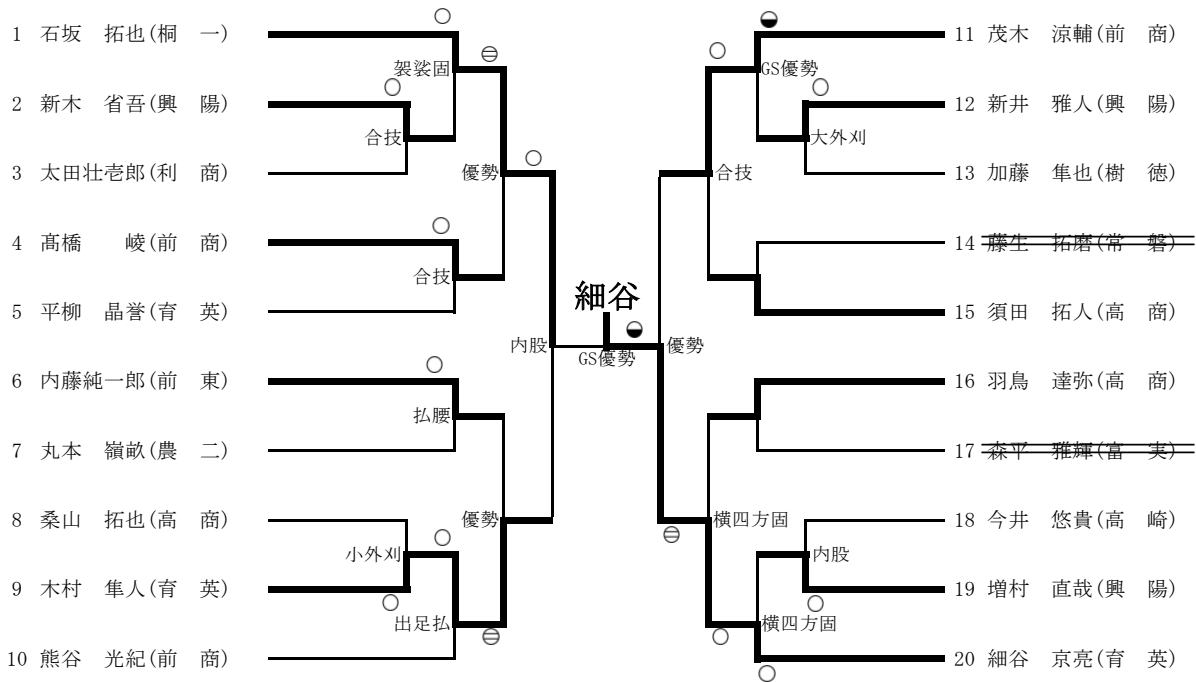 1 石坂 拓也(桐 一)
2 新木 省吾(興 陽)
3 太田壮壱郎(利 商)
4 髙橋 崚(前 商)
5 平柳 晶誉(育 英)
6 内藤純一郎(前 東)
7 丸本 嶺畝(農 二)
8 桑山 拓也(高 商)
9 木村 隼人(育 英)
10 熊谷 光紀(前 商)
袈裟固
合技
優勢
合技
内股
払腰
優勢
小外刈
出足払
細谷
GS優勢
GS優勢
大外刈
合技
優勢
横四方固
内股
横四方固
11 茂木 涼輔(前 商)
12 新井 雅人(興 陽)
13 加藤 隼也(樹 徳)
14 藤生 拓磨(常 磐)
15 須田 拓人(高 商)
16 羽鳥 達弥(高 商)
17 森平 雅輝(富 実)
18 今井 悠貴(高 崎)
19 増村 直哉(興 陽)
20 細谷 京亮(育 英)